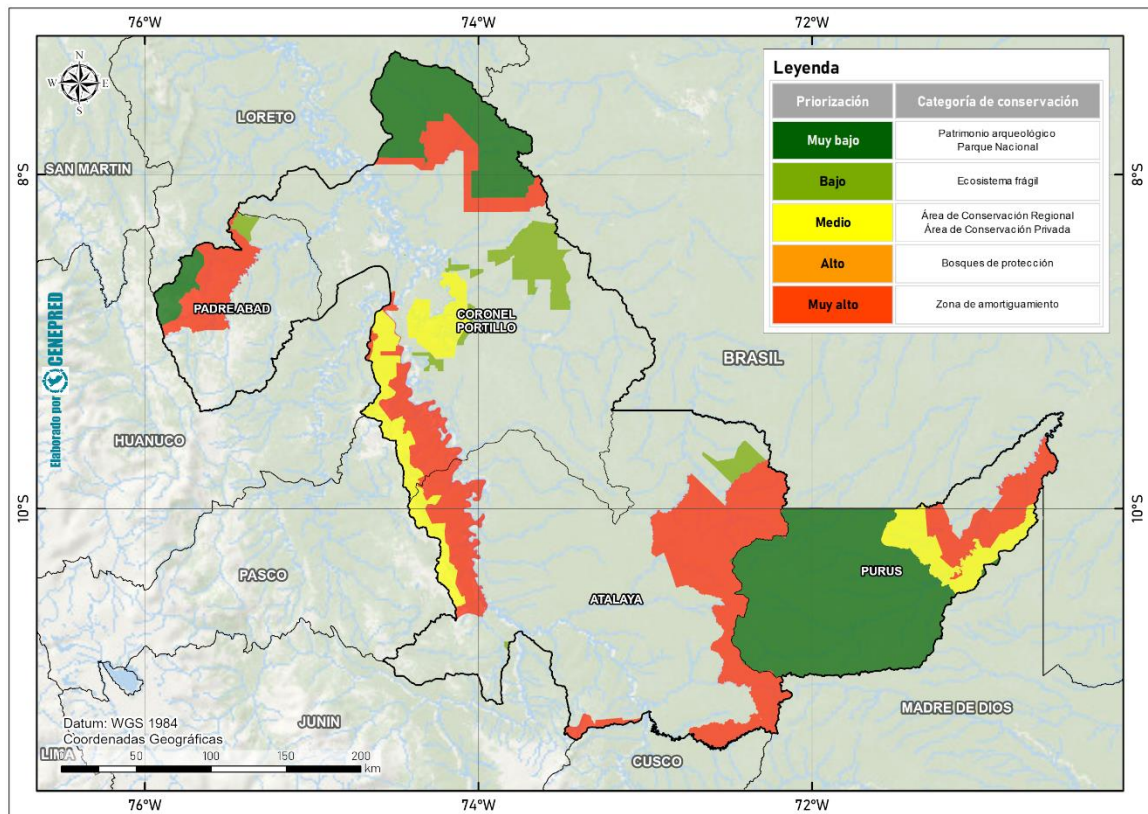 76°W 74°W 72°W
N
W E
S
Leyenda
Priorización Categoría de conservación
Muy bajo Patrimonio arqueológico
Parque Nacional
Bajo Ecosistema frágil
Medio Área de Conservación Regional
Área de Conservación Privada
Alto Bosques de protección
Muy alto Zona de amortiguamiento
LORETO
SAN MARTIN
8°S 8°S
PADRE ABAD
CORONEL
PORTILLO
BRASIL
Elaborado por CENEPRED
HUANUCO
10°S 10°S
PASCO
PURUS
ATALAYA
MADRE DE DIOS
JUNIN
Datum: WGS 1984
Coordenadas Geográficas
LIMA
CUSCO
0 50 100 150 200
km
76°W 74°W 72°W